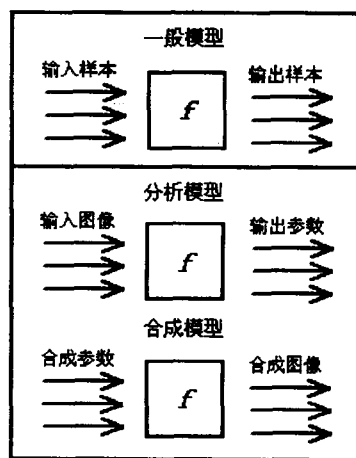 一般模型
输入样本 f 输出样本
分析模型
输入图像 f 输出参数
合成模型
合成参数 f 合成图像